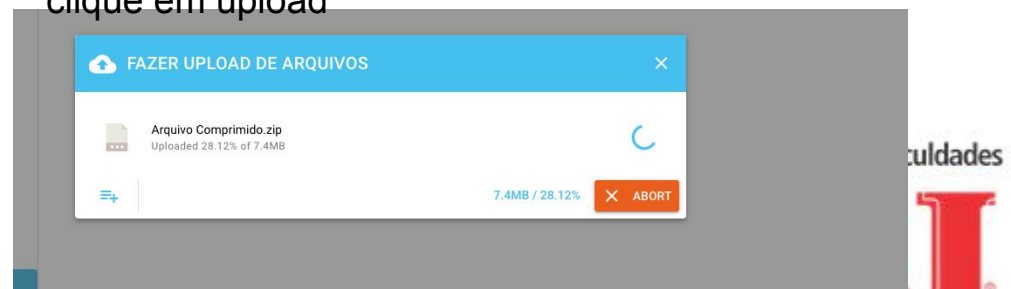 clique em upload
FAZER UPLOAD DE ARQUIVOS
Arquivo Comprimido.zip
Uploaded 28.12% of 7.4MB
7.4MB / 28.12%
ABORT